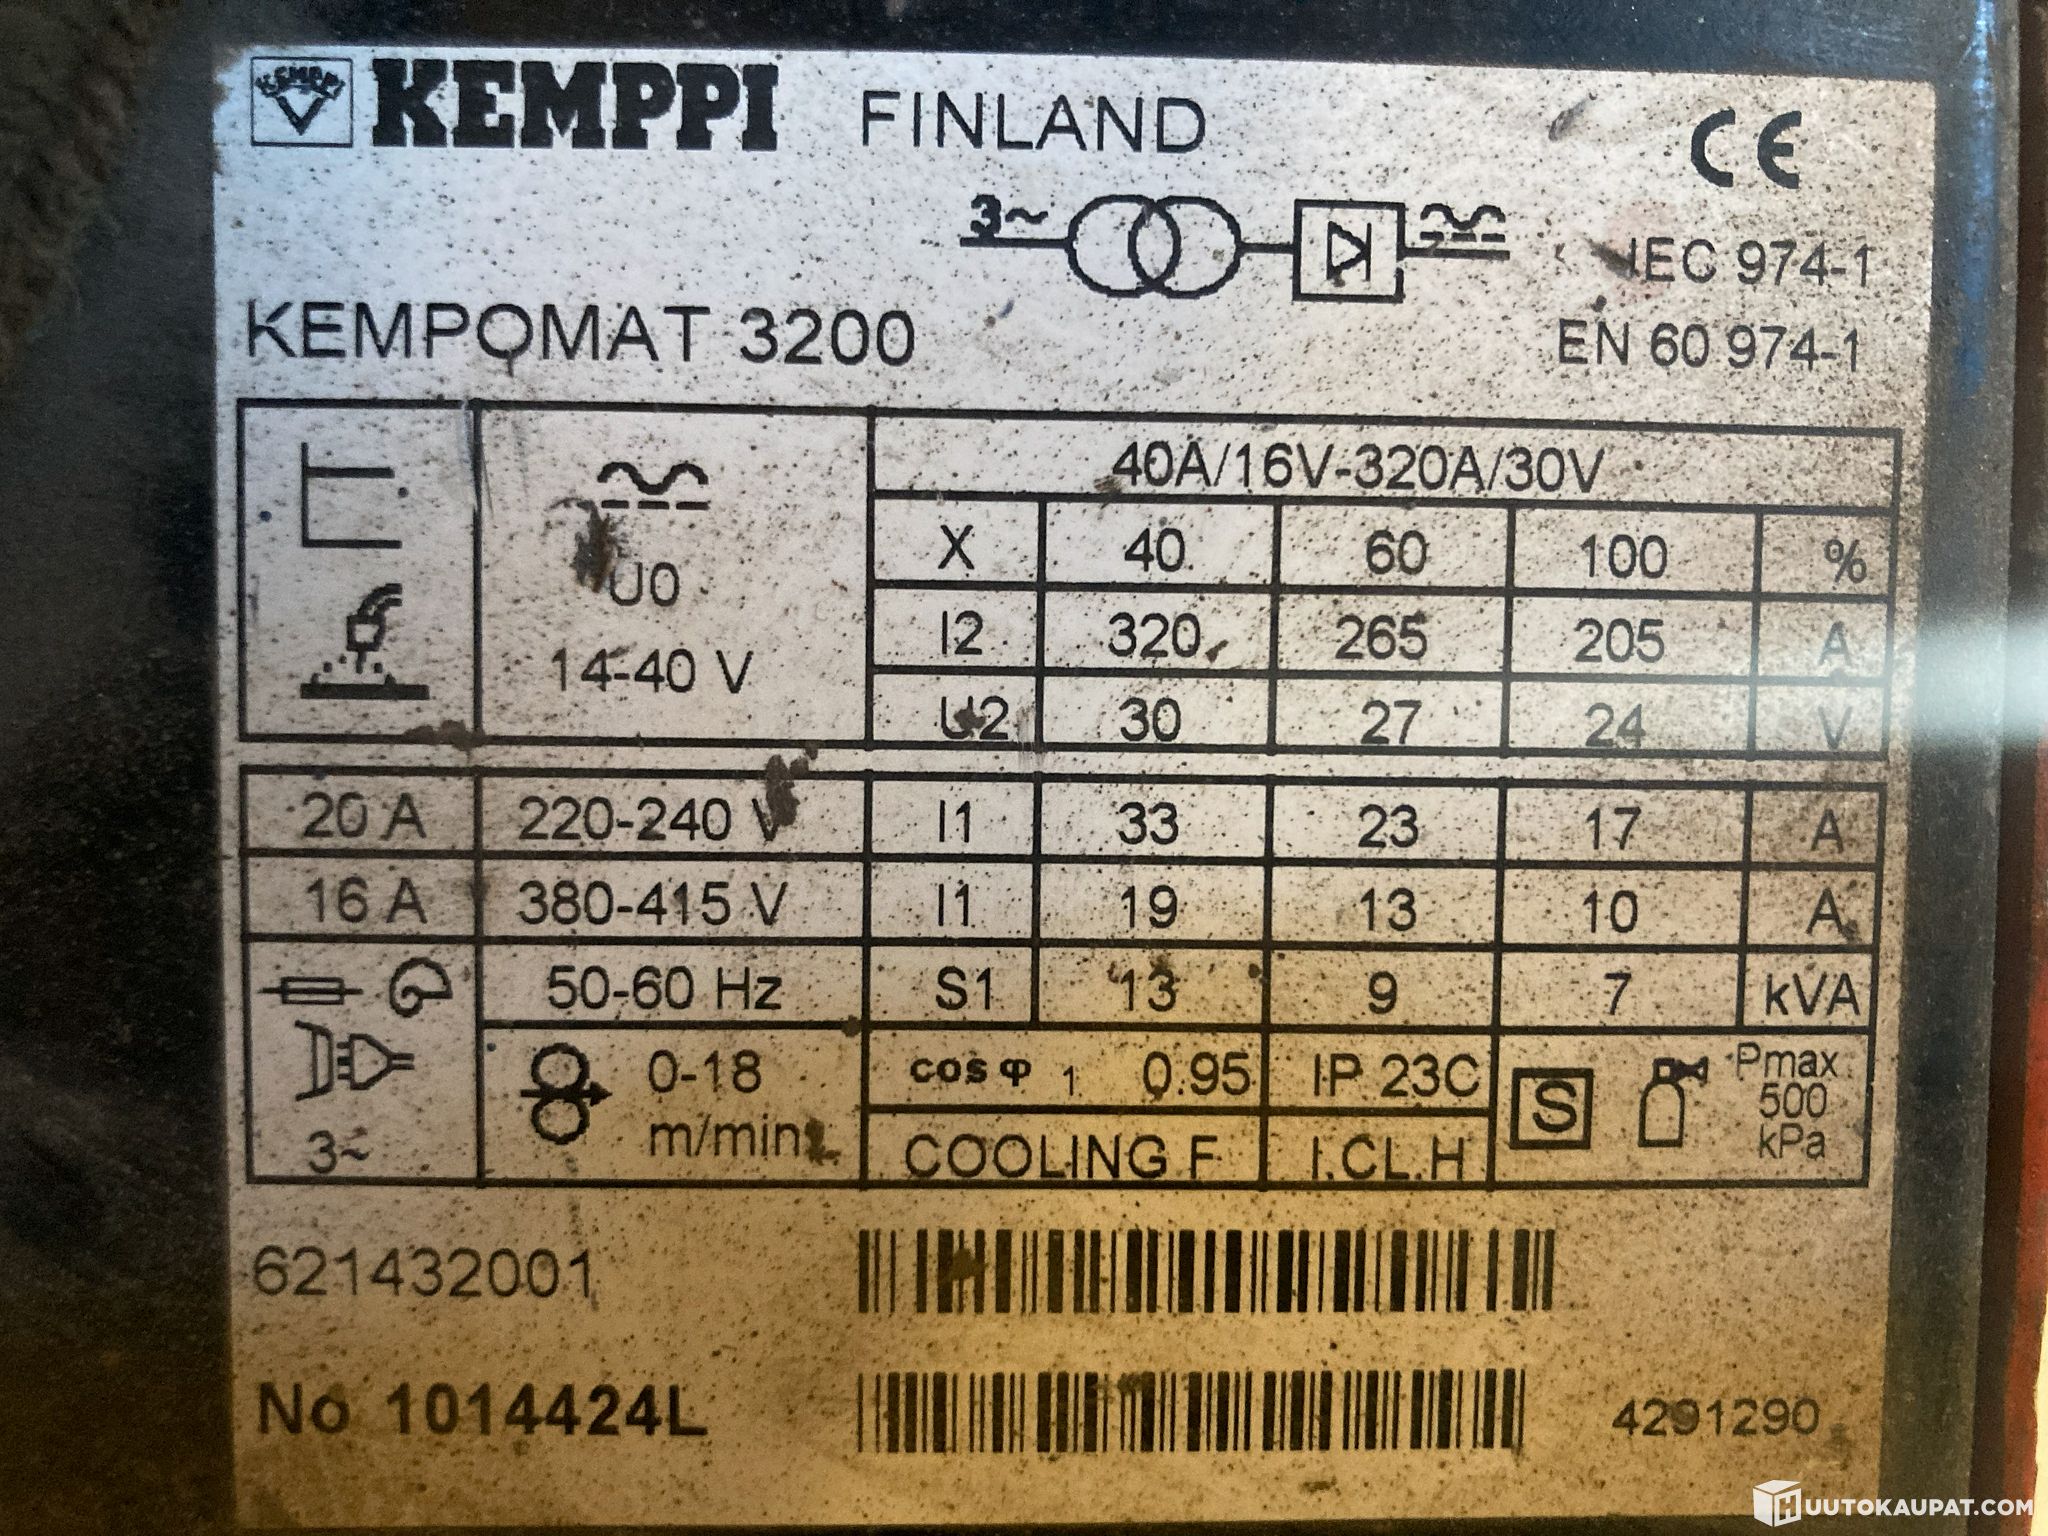 KEMPPI KEMPPI FINLAND CE
3~
IEC 974-1
KEMPOMAT 3200 EN 60 974-1
40A/16V-320A/30V
U0
14-40 V
X 40 60 100 %
I2 320 265 205 A
U2 30 27 24 V
20 A 220-240 V I1 33 23 17 A
16 A 380-415 V I1 19 13 10 A
50-60 Hz S1 13 9 7 kVA
3~
0-18
m/min
cos φ 1 0.95 IP 23C
COOLING F I.CL.H
S
Pmax
500
kPa
621432001
No 1014424L 4291290
HUUTOKAUPAT.COM